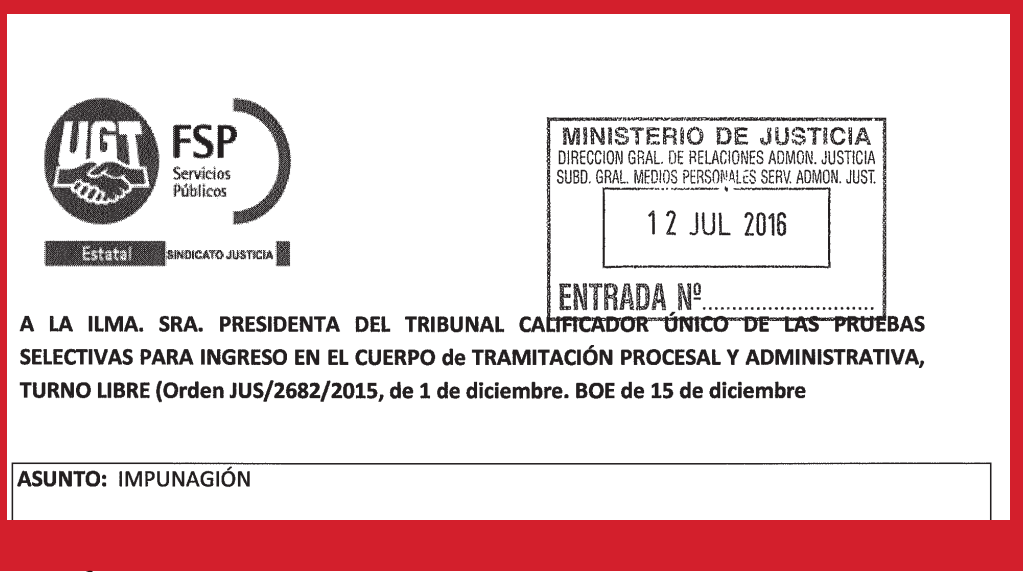 UGT
FSP
Servicios
Públicos
Estatal SINDICATO JUSTICIA
MINISTERIO DE JUSTICIA
DIRECCION GRAL. DE RELACIONES ADMON. JUSTICIA
SUBD. GRAL. MEDIOS PERSONALES SERV. ADMON. JUST.
12 JUL 2016
ENTRADA Nº..............................
A LA ILMA. SRA. PRESIDENTA DEL TRIBUNAL CALIFICADOR ÚNICO DE LAS PRUEBAS
SELECTIVAS PARA INGRESO EN EL CUERPO de TRAMITACIÓN PROCESAL Y ADMINISTRATIVA,
TURNO LIBRE (Orden JUS/2682/2015, de 1 de diciembre. BOE de 15 de diciembre
ASUNTO: IMPUNAGIÓN